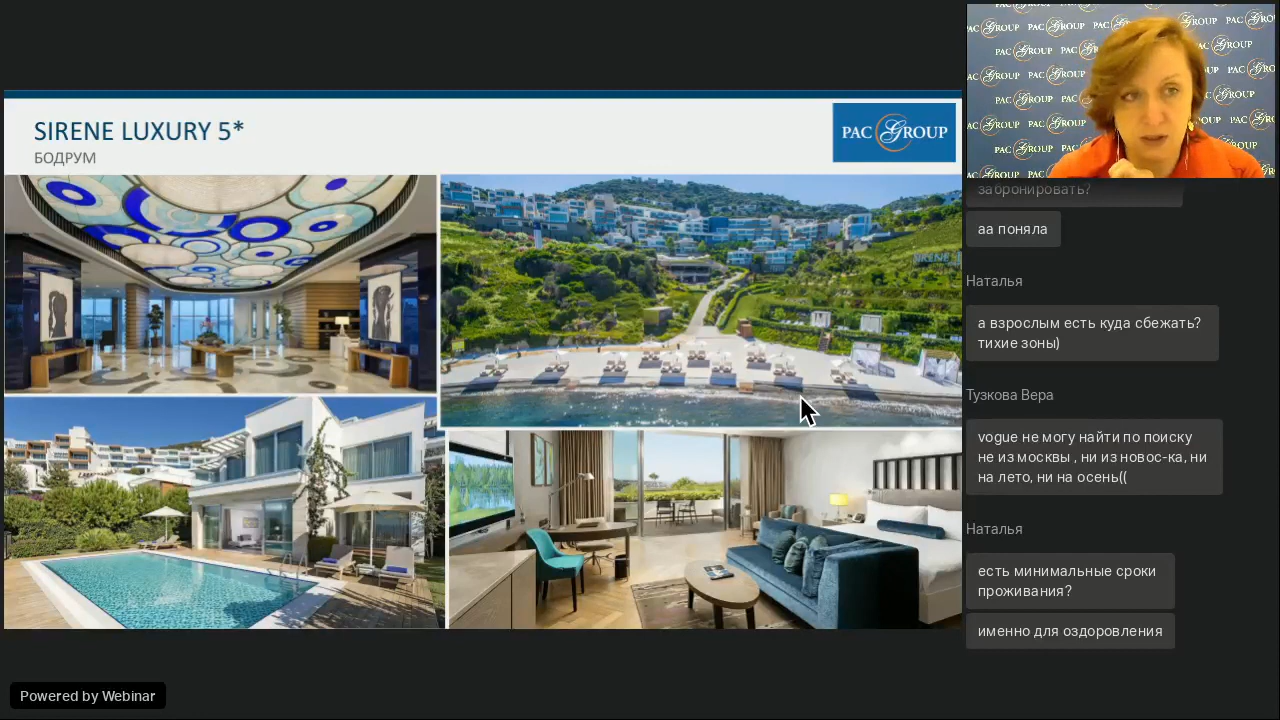 SIRENE LUXURY 5*
БОДРУМ
PAC GROUP
забронировать?
аа поняла
Наталья
а взрослым есть куда сбежать?
тихие зоны)
Тузкова Вера
vogue не могу найти по поиску
не из москвы , ни из новос-ка, ни
на лето, ни на осень((
Наталья
есть минимальные сроки
проживания?
именно для оздоровления
Powered by Webinar